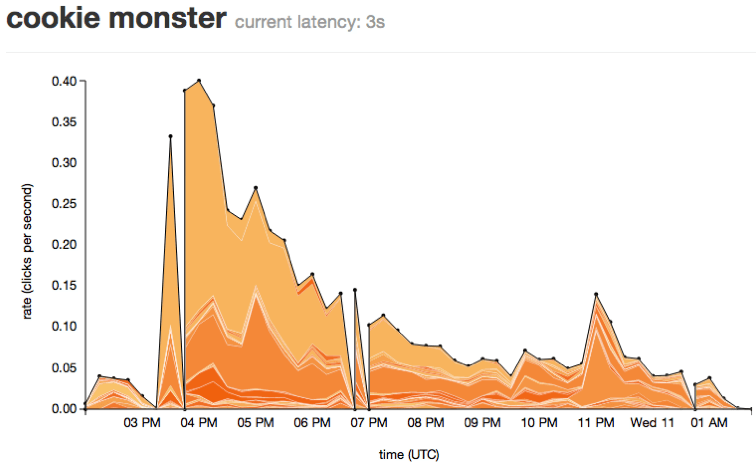 cookie monster current latency: 3s
0.40
0.35
0.30
0.25
0.20
0.15
0.10
0.05
0.00
rate (clicks per second)
03 PM 04 PM 05 PM 06 PM 07 PM 08 PM 09 PM 10 PM 11 PM Wed 11 01 AM
time (UTC)